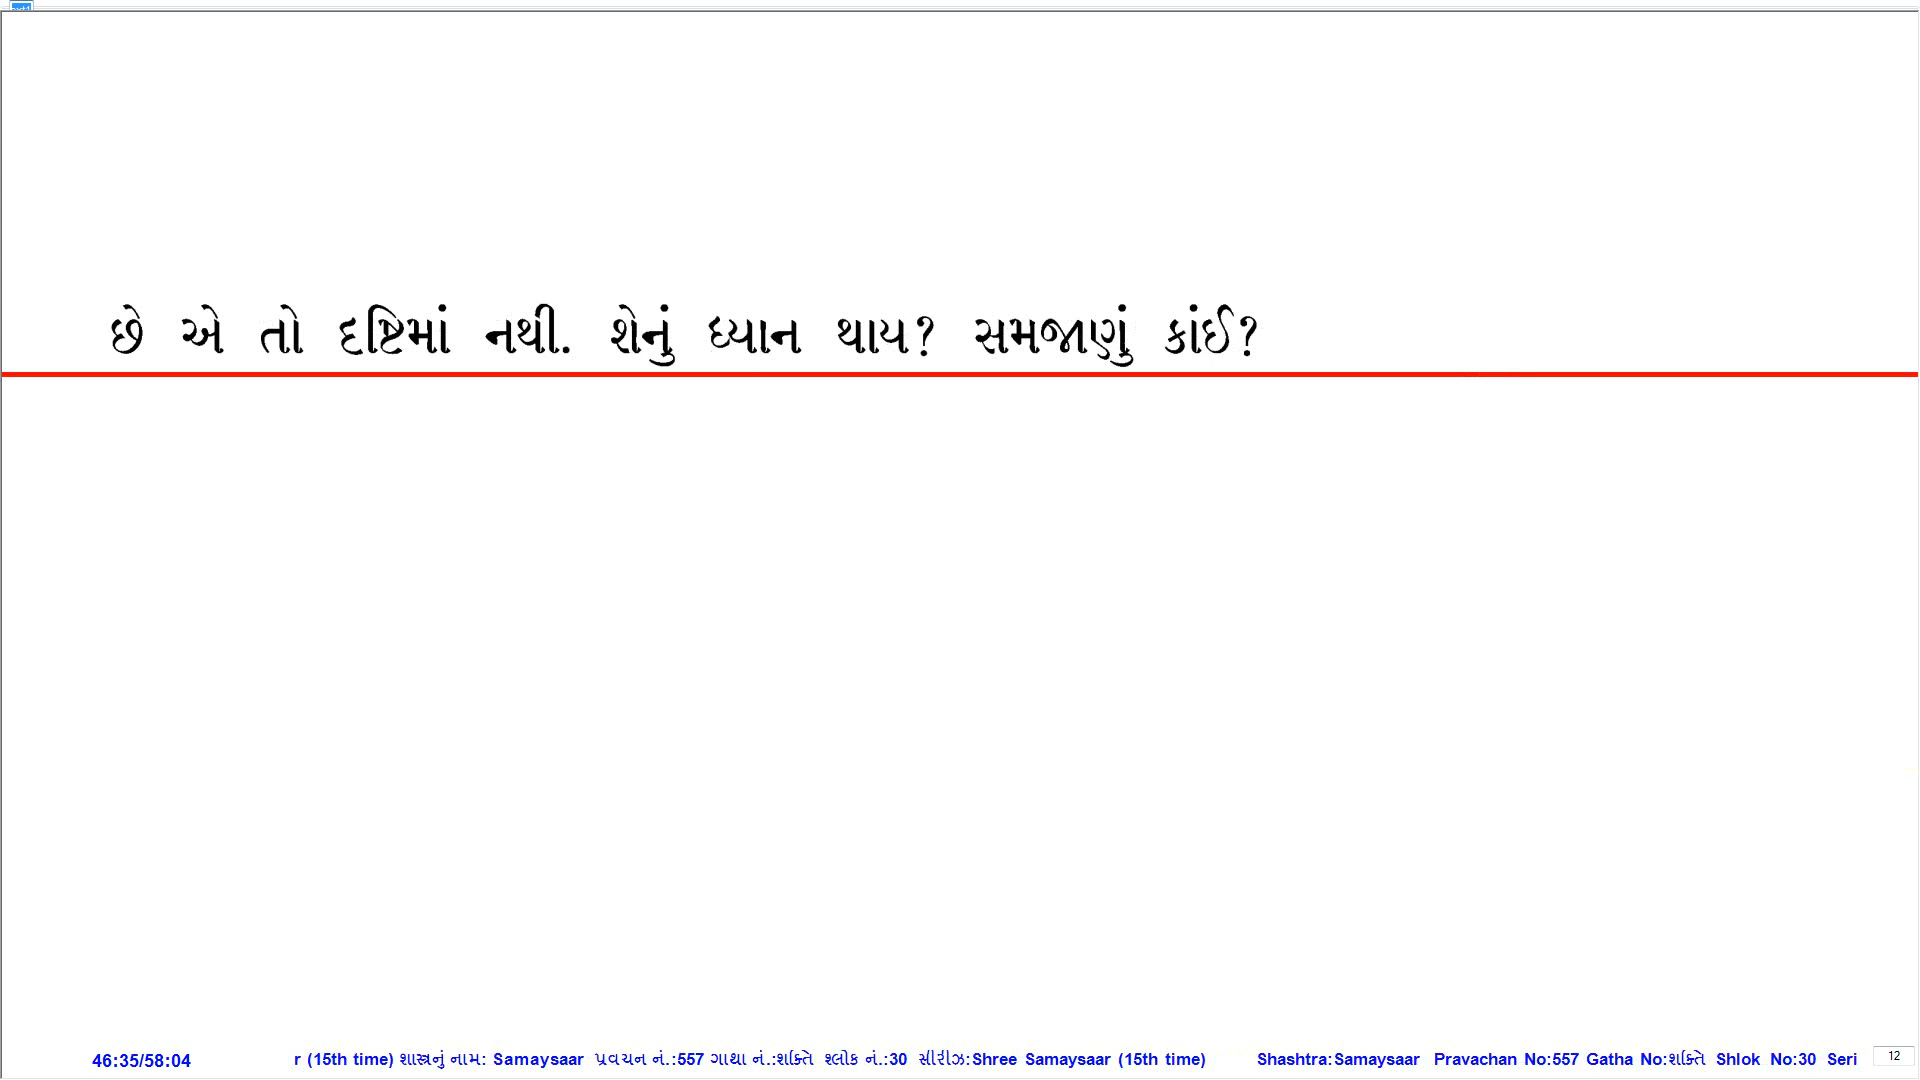 છે એ તો દૃષ્ટિમાં નથી. શેનું ધ્યાન થાય? સમજાણું કાંઈ?
46:35/58:04 r (15th time) શાસ્ત્રનું નામ: Samaysaar પ્રવચન નં.:557 ગાથા નં.:શક્તિ શ્લોક નં.:30 સીરીઝ:Shree Samaysaar (15th time) Shashtra:Samaysaar Pravachan No:557 Gatha No:શક્તિ Shlok No:30 Seri 12